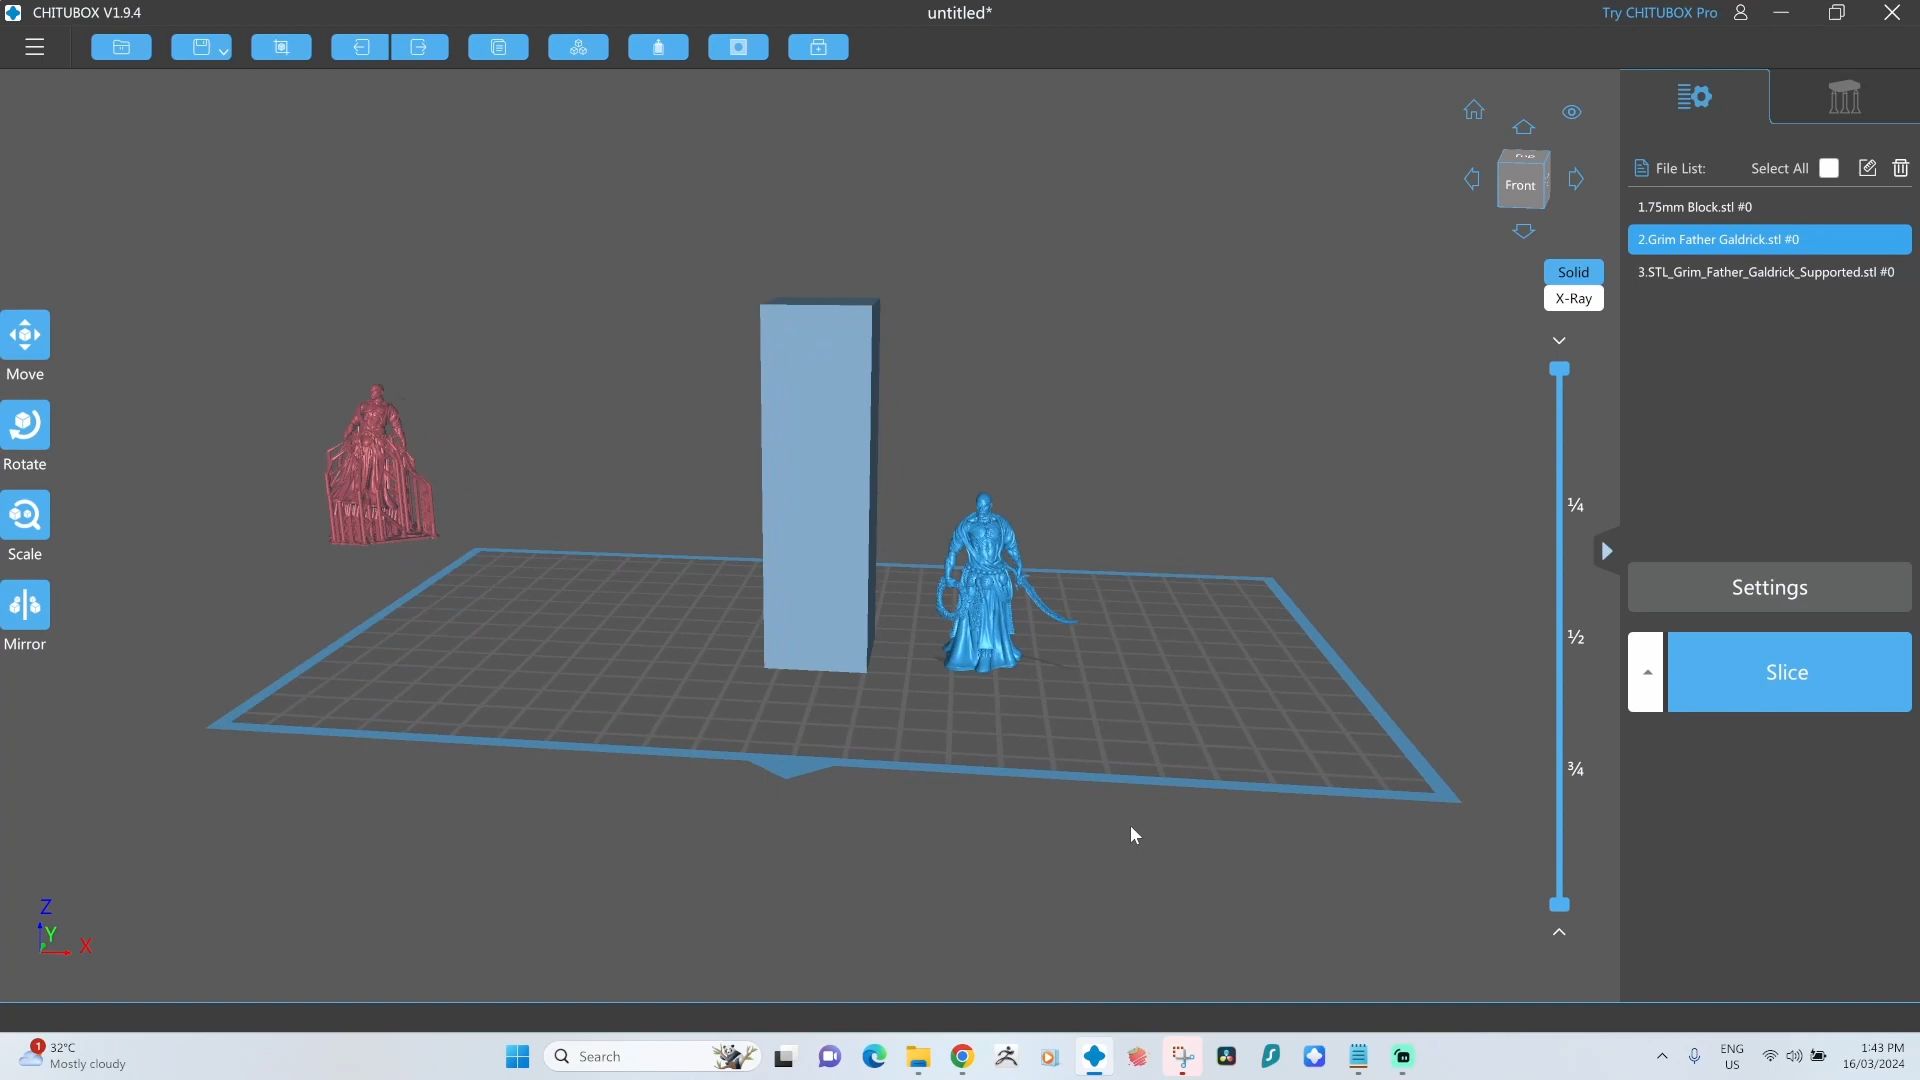 CHITUBOX V1.9.4
untitled*
Try CHITUBOX Pro
File List:
Select All
1.75mm Block.stl #0
2.Grim Father Galdrick.stl #0
3.STL_Grim_Father_Galdrick_Supported.stl #0
Front
Solid
X-Ray
Move
Rotate
Scale
Mirror
¼
½
¾
Settings
Slice
Z
Y
X
1
32°C
Mostly cloudy
Search
ENG
US
1:43 PM
16/03/2024